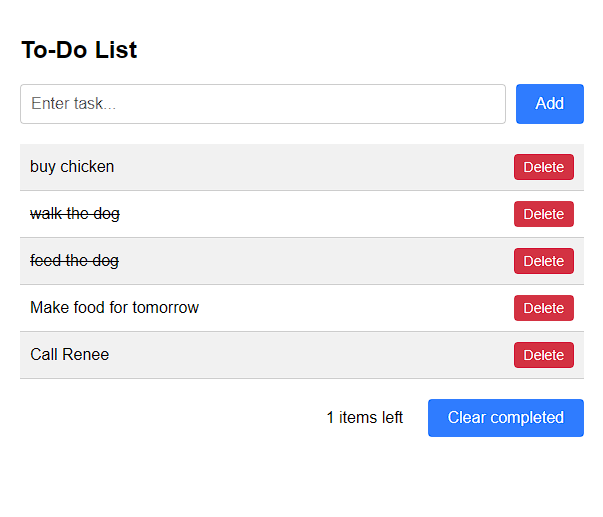 To-Do List
Enter task...
Add
buy chicken
Delete
walk the dog
Delete
feed the dog
Delete
Make food for tomorrow
Delete
Call Renee
Delete
1 items left
Clear completed